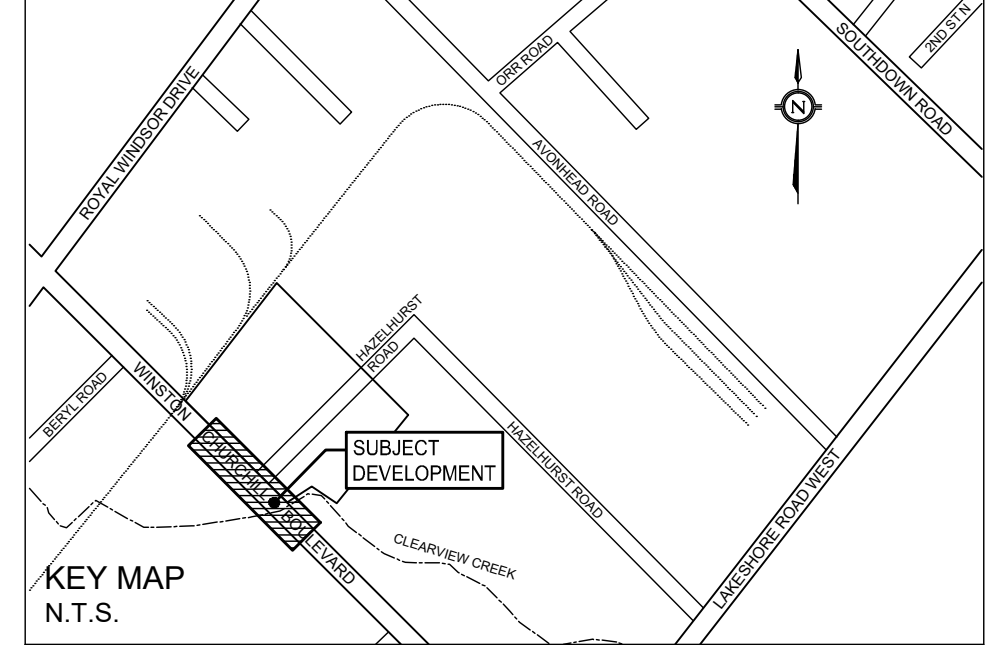 ROYAL WINDSOR DRIVE
ORR ROAD
SOUTHDOWN ROAD
2ND ST N
N
AVONHEAD ROAD
HAZELHURST
ROAD
BERYL ROAD
WINSTON
CHURCHILL
BOULEVARD
SUBJECT
DEVELOPMENT
HAZELHURST ROAD
LAKESHORE ROAD WEST
CLEARVIEW CREEK
KEY MAP
N.T.S.